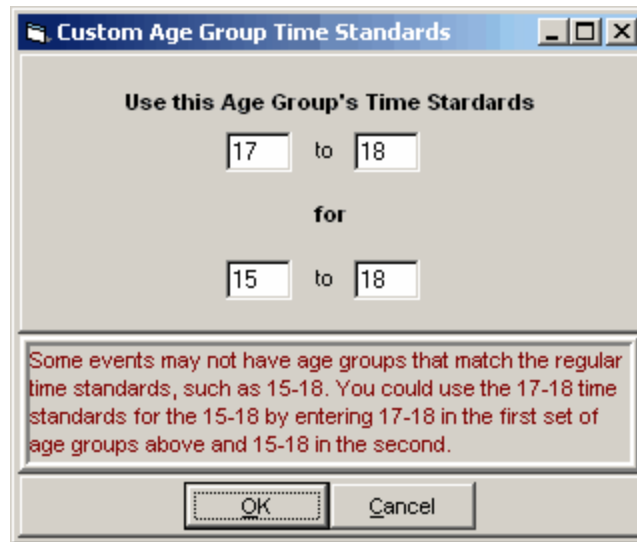 Custom Age Group Time Standards
Use this Age Group's Time Stardards
17 to 18
for
15 to 18
Some events may not have age groups that match the regular
time standards, such as 15-18. You could use the 17-18 time
standards for the 15-18 by entering 17-18 in the first set of
age groups above and 15-18 in the second.
OK Cancel